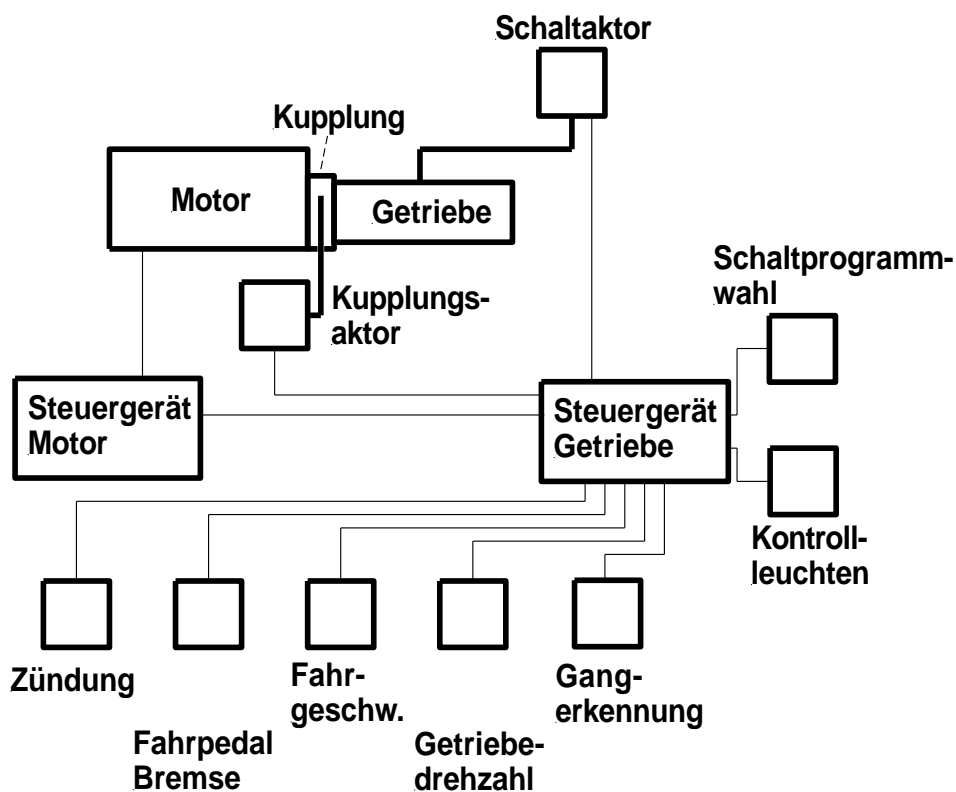 Schaltaktor
Kupplung
Motor
Getriebe
Schaltprogramm-
wahl
Kupplungs-
aktor
Steuergerät
Motor
Steuergerät
Getriebe
Kontroll-
leuchten
Zündung
Fahrpedal
Bremse
Fahr-
geschw.
Getriebe-
drehzahl
Gang-
erkennung